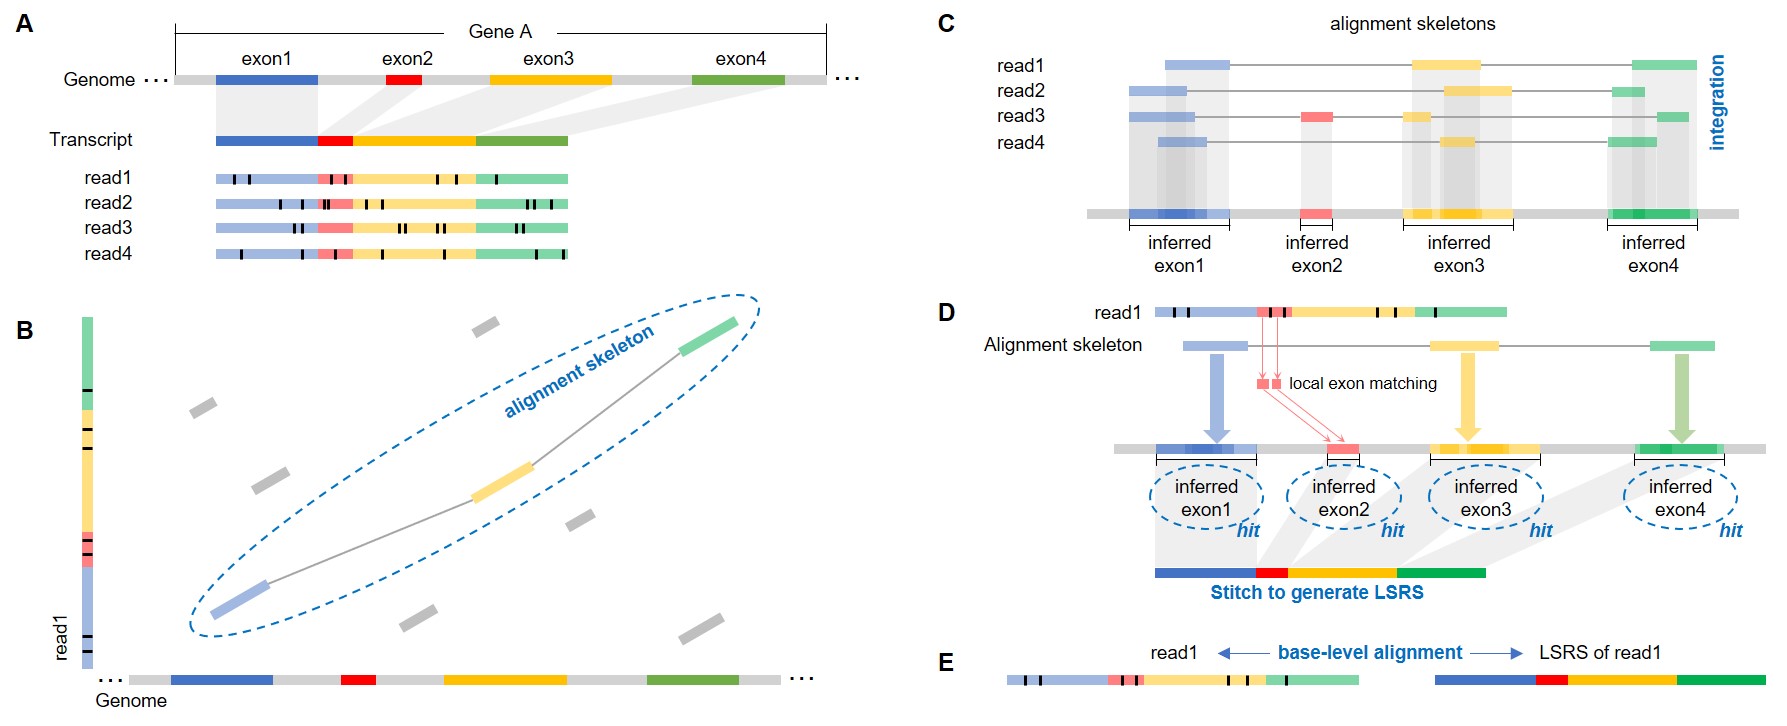 A
Gene A
exon1 exon2 exon3 exon4
Genome ... ...
Transcript
read1
read2
read3
read4
B
alignment skeleton
read1
... ...
Genome
C
alignment skeletons
read1
read2
read3
read4
integration
inferred exon1
inferred exon2
inferred exon3
inferred exon4
D
read1
Alignment skeleton
local exon matching
inferred exon1 hit
inferred exon2 hit
inferred exon3 hit
inferred exon4 hit
Stitch to generate LSRS
E
read1 base-level alignment LSRS of read1